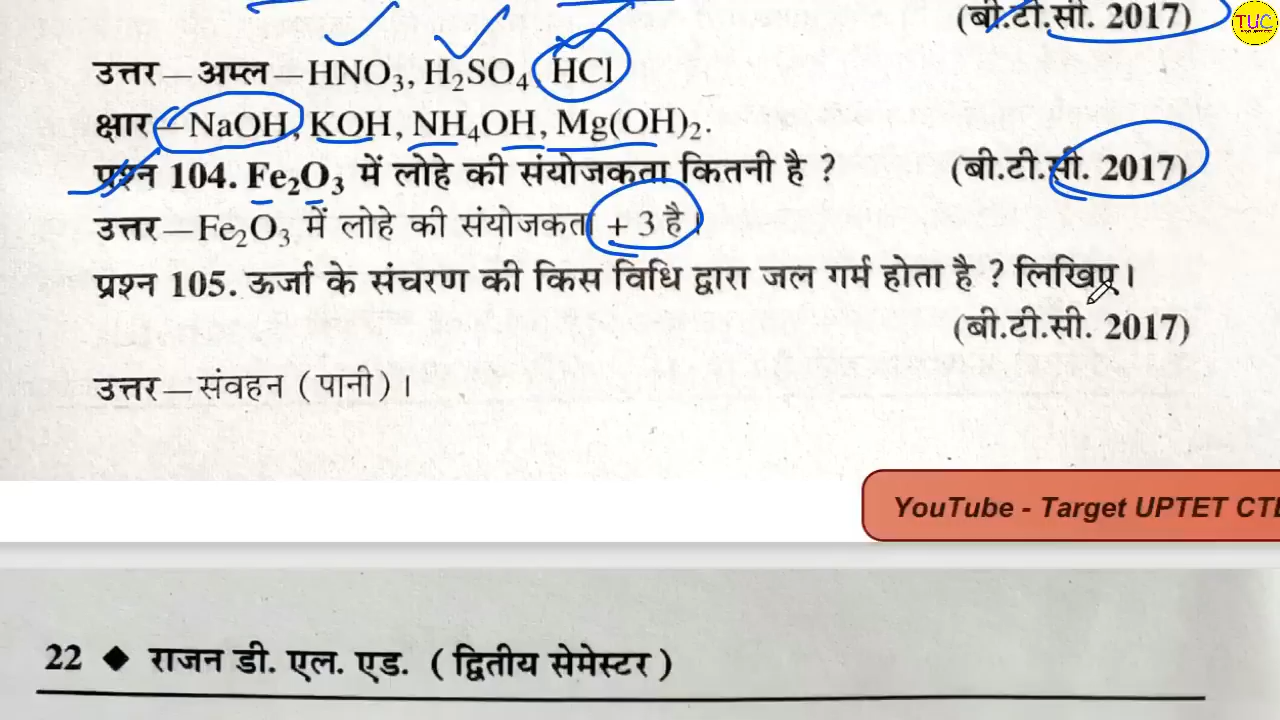 (बी.टी.सी. 2017)
TUC
उत्तर—अम्ल—HNO₃, H₂SO₄, HCl
क्षार—NaOH, KOH, NH₄OH, Mg(OH)₂.
प्रश्न 104. Fe₂O₃ में लोहे की संयोजकता कितनी है ? (बी.टी.सी. 2017)
उत्तर—Fe₂O₃ में लोहे की संयोजकता + 3 है।
प्रश्न 105. ऊर्जा के संचरण की किस विधि द्वारा जल गर्म होता है ? लिखिए।
(बी.टी.सी. 2017)
उत्तर—संवहन (पानी)।
YouTube - Target UPTET CTE
22 ◆ राजन डी. एल. एड. (द्वितीय सेमेस्टर)